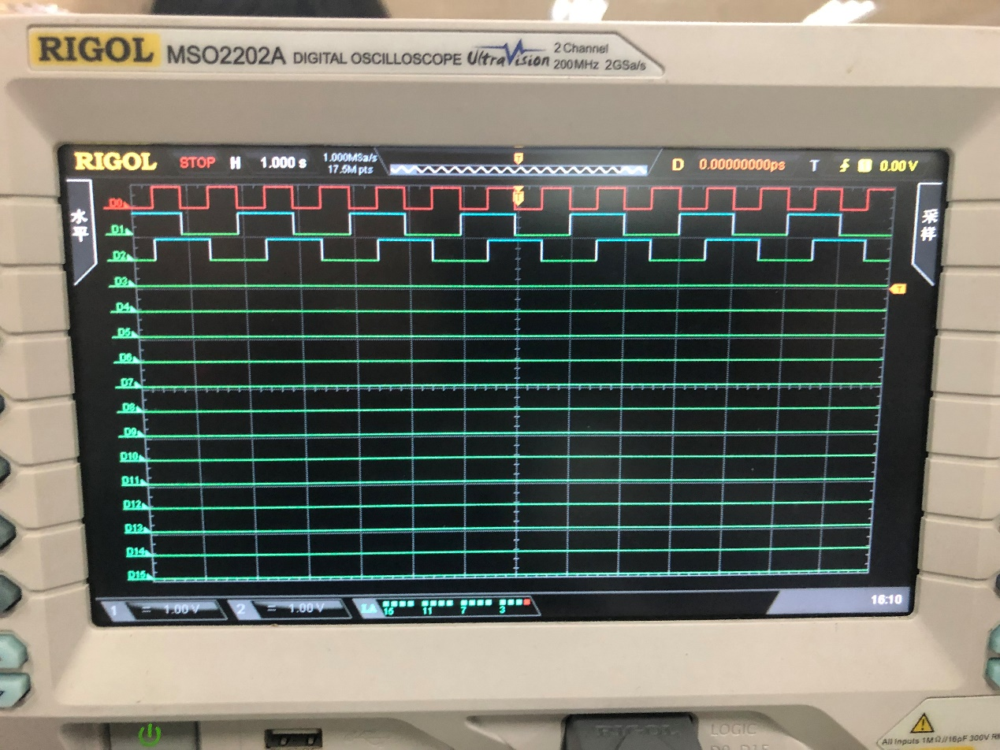 RIGOL MSO2202A DIGITAL OSCILLOSCOPE UltraVision 2 Channel
200MHz 2GSa/s
RIGOL STOP H 1.000 s 1.000MSa/s
17.5M pts
T
D 0.00000000ps T 0.00 V
水平
采样
T
D0
D1
D2
D3
T
D4
D5
D6
D7
D8
D9
D10
D11
D12
D13
D14
D15
1 = 1.00 V 2 = 1.00 V LA 15 11 7 3
16:10
RIGOL
LOGIC
D0-D15
All Inputs 1MΩ//16pF 300V